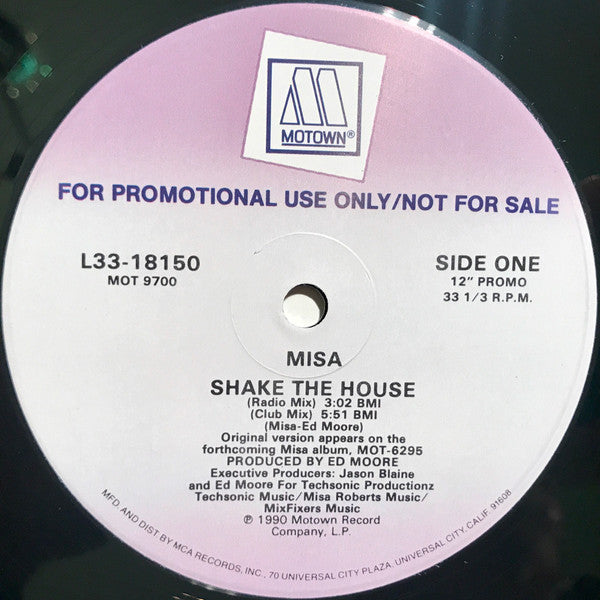 MOTOWN®
FOR PROMOTIONAL USE ONLY/NOT FOR SALE
L33-18150
MOT 9700
SIDE ONE
12" PROMO
33 1/3 R.P.M.
MISA
SHAKE THE HOUSE
(Radio Mix) 3:02 BMI
(Club Mix) 5:51 BMI
(Misa-Ed Moore)
Original version appears on the
forthcoming Misa album, MOT-6295
PRODUCED BY ED MOORE
Executive Producers: Jason Blaine
and Ed Moore For Techsonic Productionz
Techsonic Music/Misa Roberts Music/
MixFixers Music
℗ 1990 Motown Record
Company, L.P.
MFD. AND DIST BY MCA RECORDS, INC., 70 UNIVERSAL CITY PLAZA, UNIVERSAL CITY, CALIF. 91608